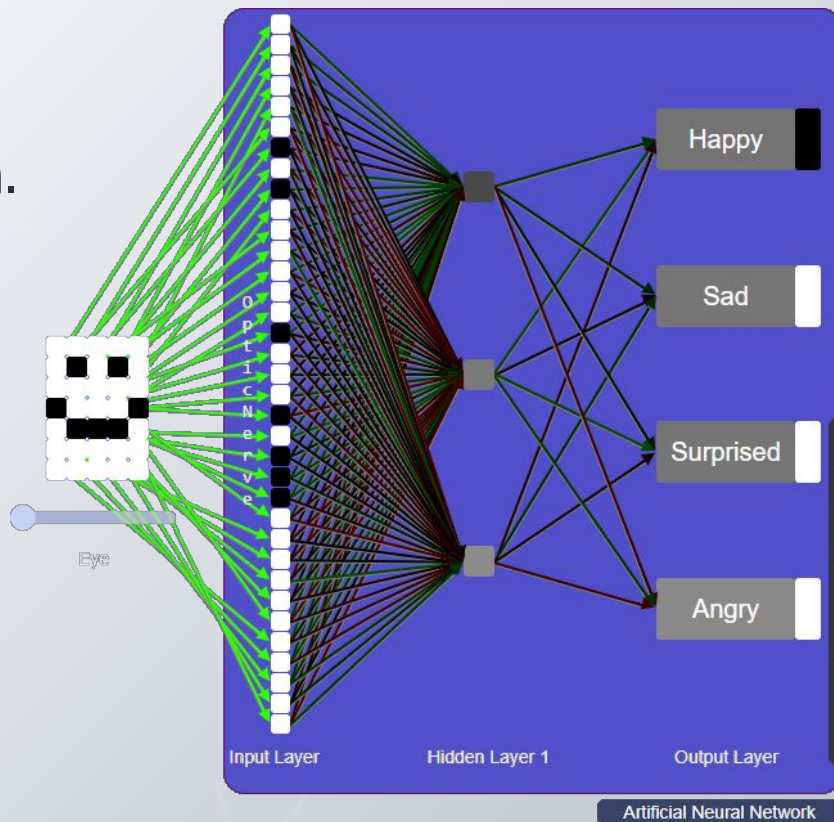 .
Happy
Sad
Optic Nerve
Surprised
Eye
Angry
Input Layer
Hidden Layer 1
Output Layer
Artificial Neural Network